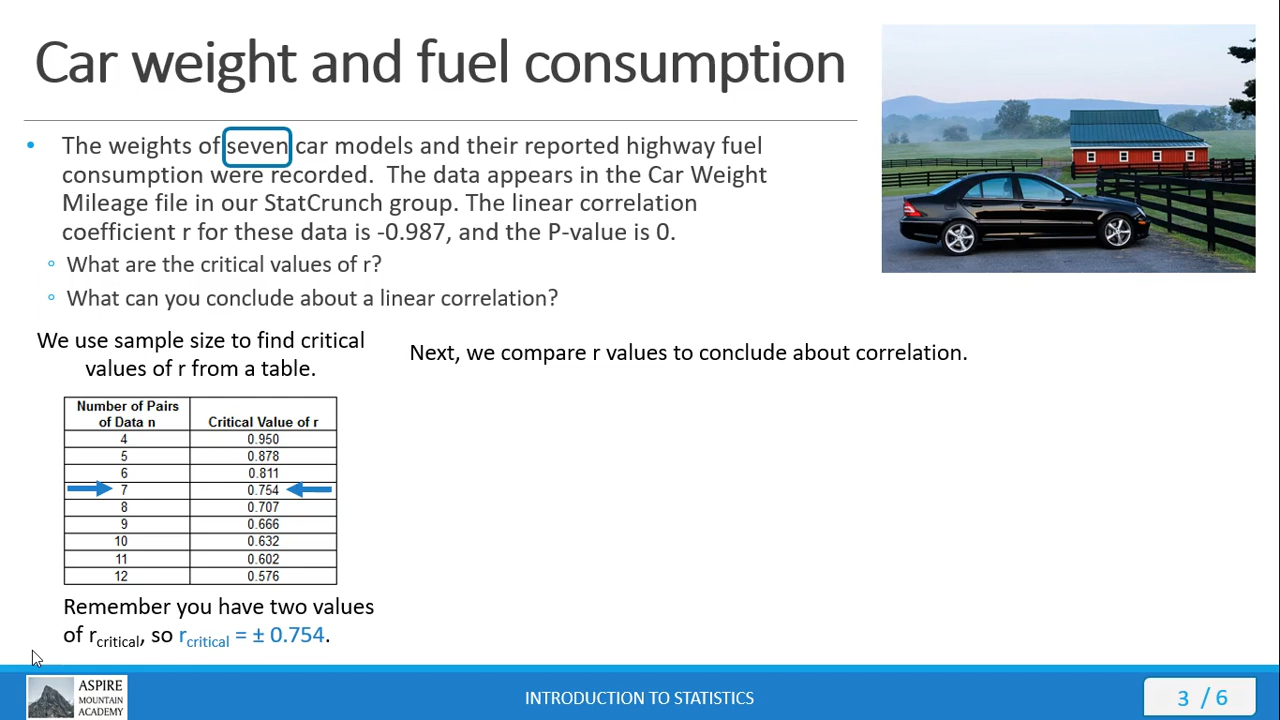 Car weight and fuel consumption
• The weights of seven car models and their reported highway fuel
consumption were recorded.  The data appears in the Car Weight
Mileage file in our StatCrunch group. The linear correlation
coefficient r for these data is -0.987, and the P-value is 0.
◦ What are the critical values of r?
◦ What can you conclude about a linear correlation?
We use sample size to find critical
values of r from a table.
Next, we compare r values to conclude about correlation.
Number of Pairs
of Data n Critical Value of r
4 0.950
5 0.878
6 0.811
7 0.754
8 0.707
9 0.666
10 0.632
11 0.602
12 0.576
Remember you have two values
of rcritical, so rcritical = ± 0.754.
ASPIRE
MOUNTAIN
ACADEMY
INTRODUCTION TO STATISTICS
3 / 6